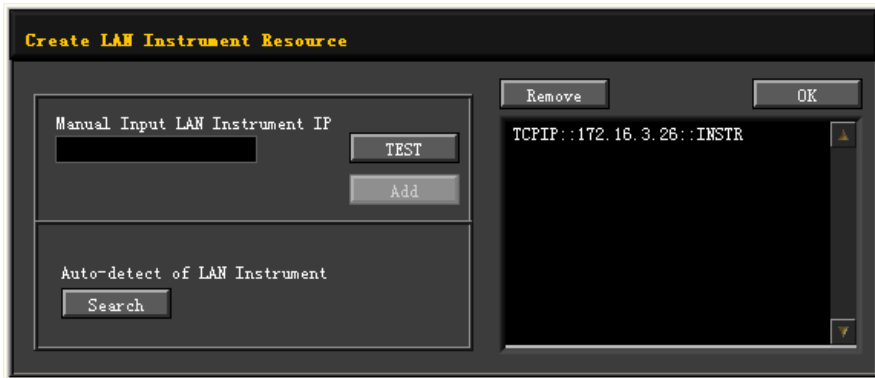 Create LAN Instrument Resource
Manual Input LAN Instrument IP
TEST
Add
Auto-detect of LAN Instrument
Search
Remove
OK
TCPIP::172.16.3.26::INSTR